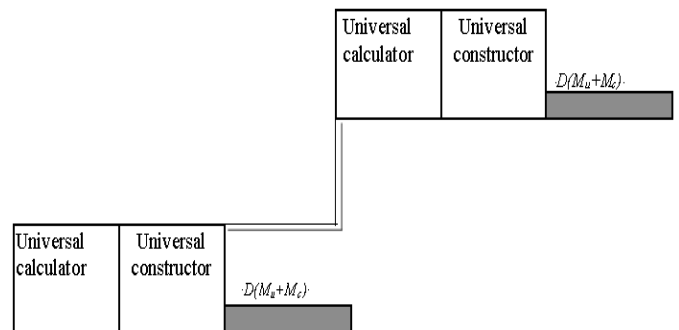 Universal
calculator
Universal
constructor
·D(Mu+Mc)·
Universal
calculator
Universal
constructor
·D(Mu+Mc)·